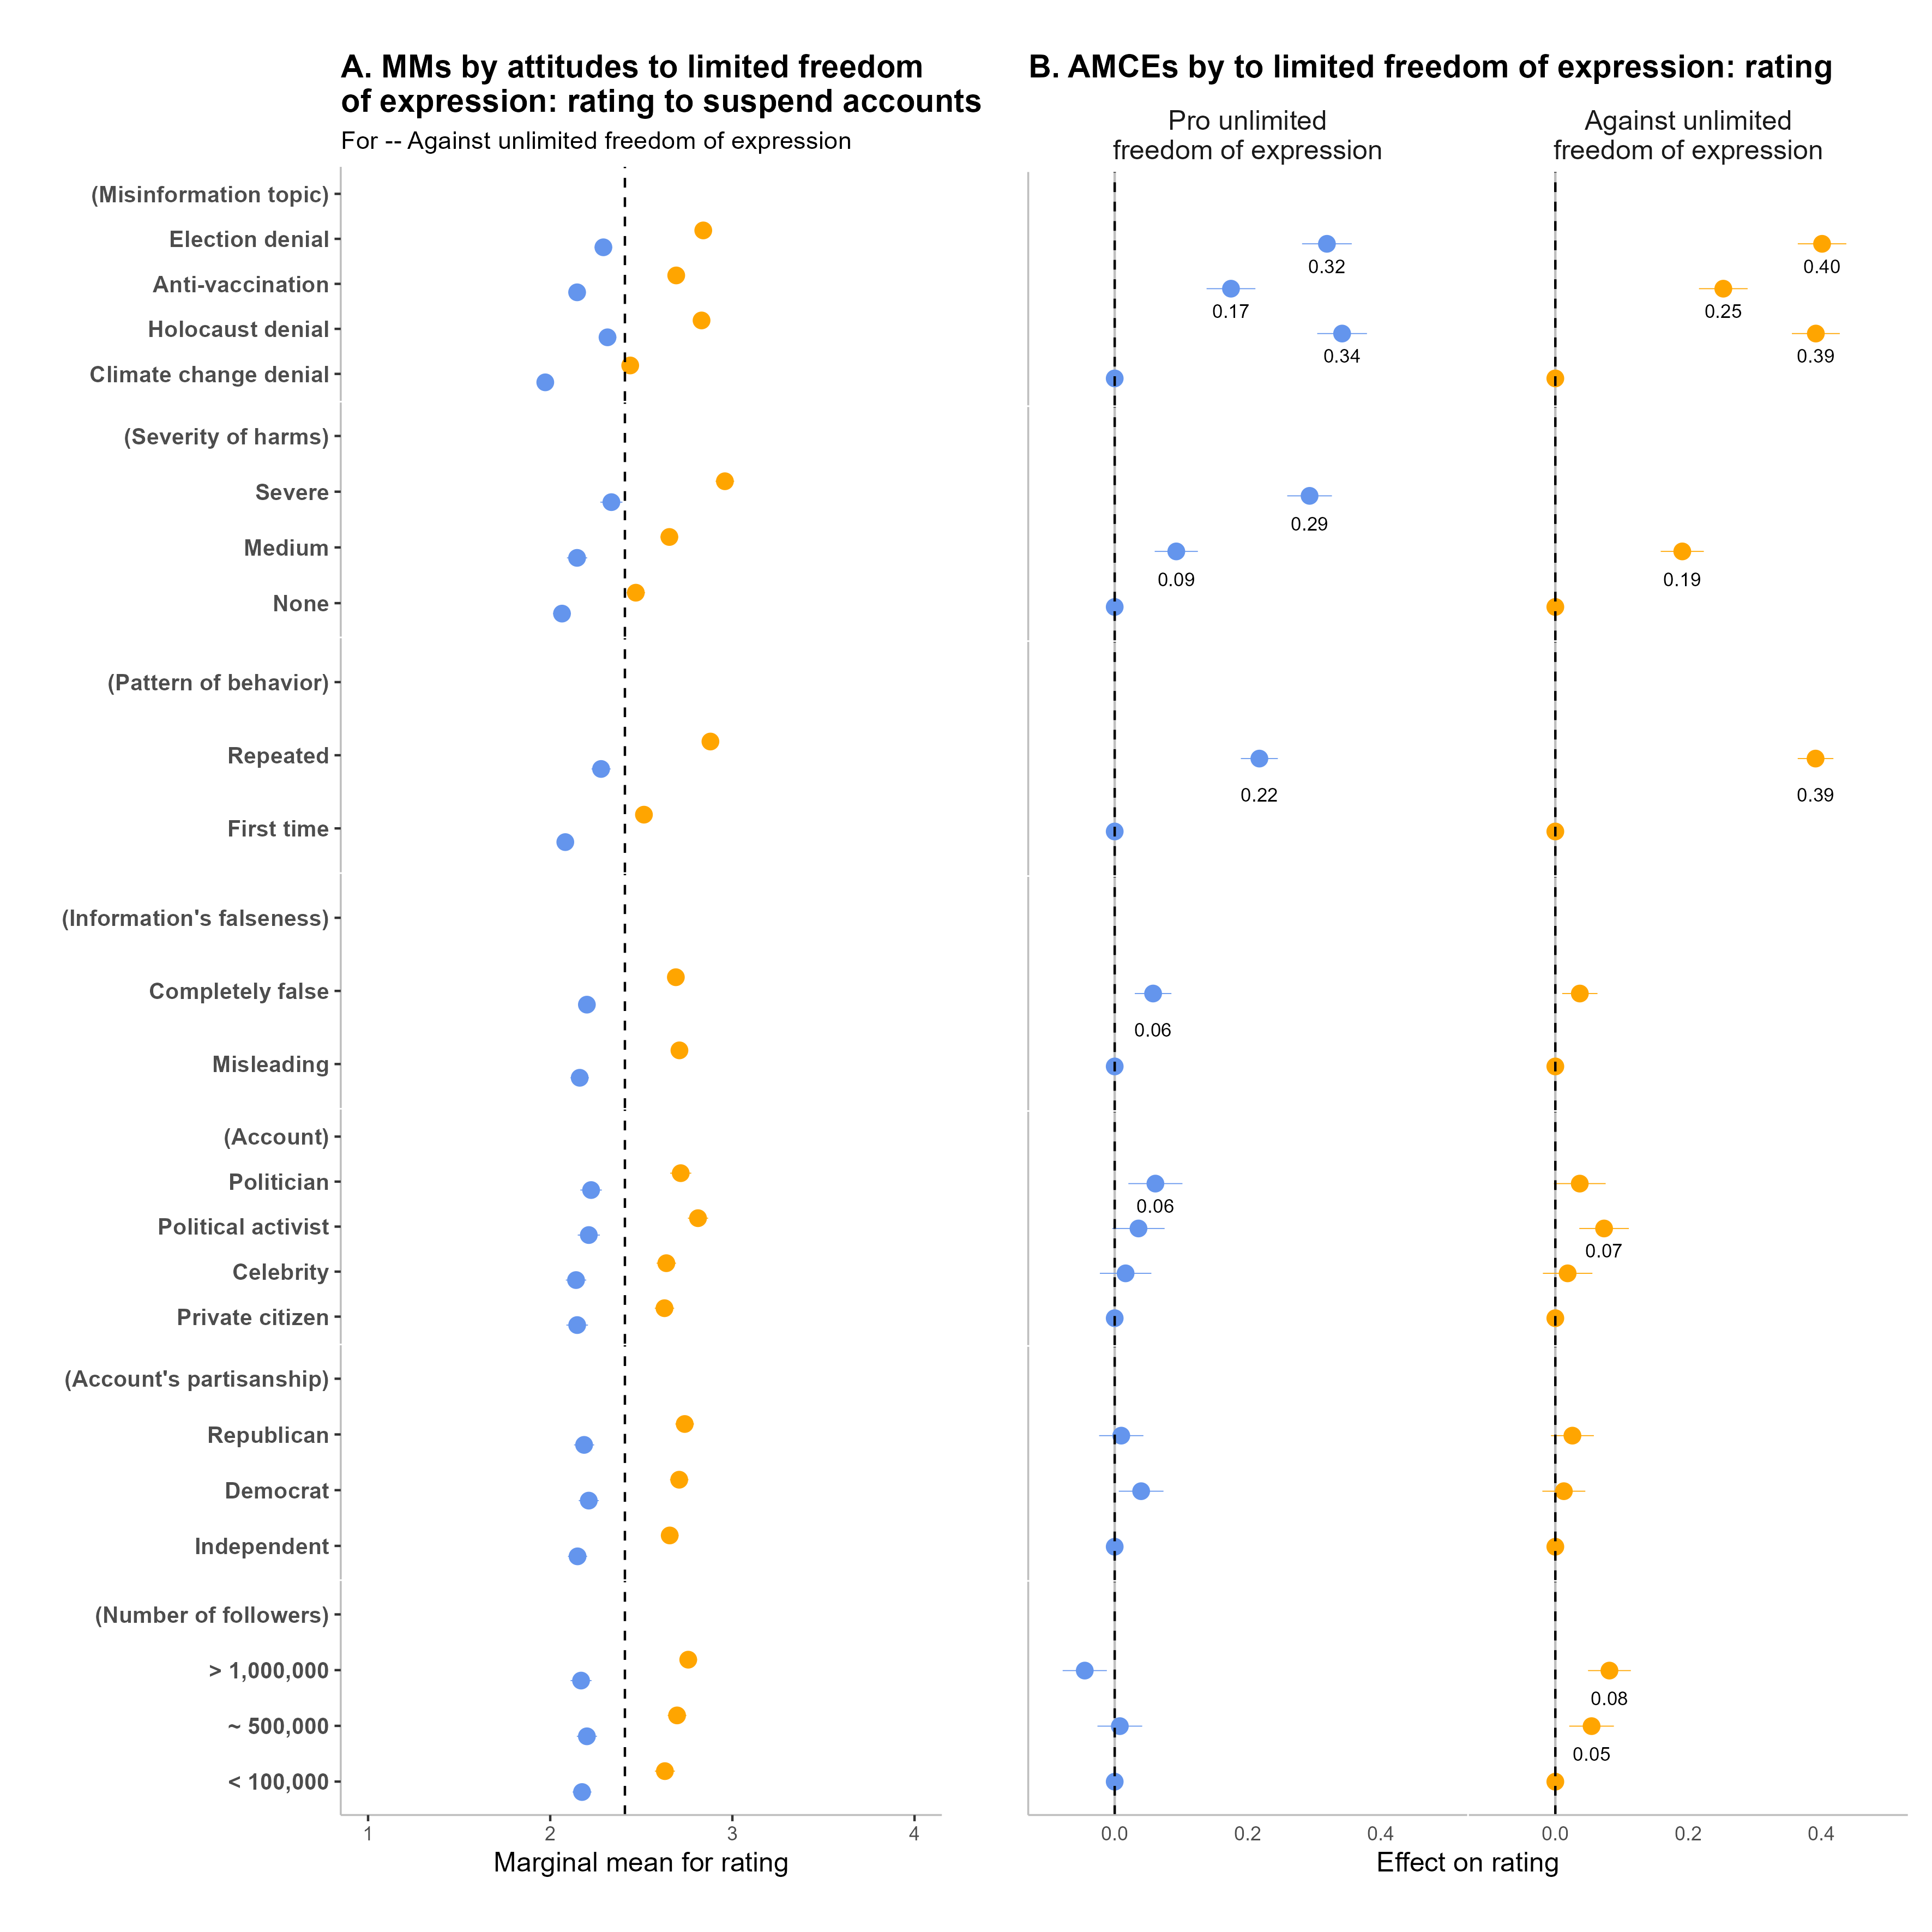 A. MMs by attitudes to limited freedom
of expression: rating to suspend accounts
For -- Against unlimited freedom of expression
(Misinformation topic)
Election denial
Anti-vaccination
Holocaust denial
Climate change denial
(Severity of harms)
Severe
Medium
None
(Pattern of behavior)
Repeated
First time
(Information's falseness)
Completely false
Misleading
(Account)
Politician
Political activist
Celebrity
Private citizen
(Account's partisanship)
Republican
Democrat
Independent
(Number of followers)
> 1,000,000
~ 500,000
< 100,000
1 2 3 4
Marginal mean for rating
B. AMCEs by to limited freedom of expression: rating
Pro unlimited
freedom of expression
0.32
0.17
0.34
0.29
0.09
0.22
0.06
0.06
0.0 0.2 0.4
Against unlimited
freedom of expression
0.40
0.25
0.39
0.19
0.39
0.07
0.08
0.05
0.0 0.2 0.4
Effect on rating